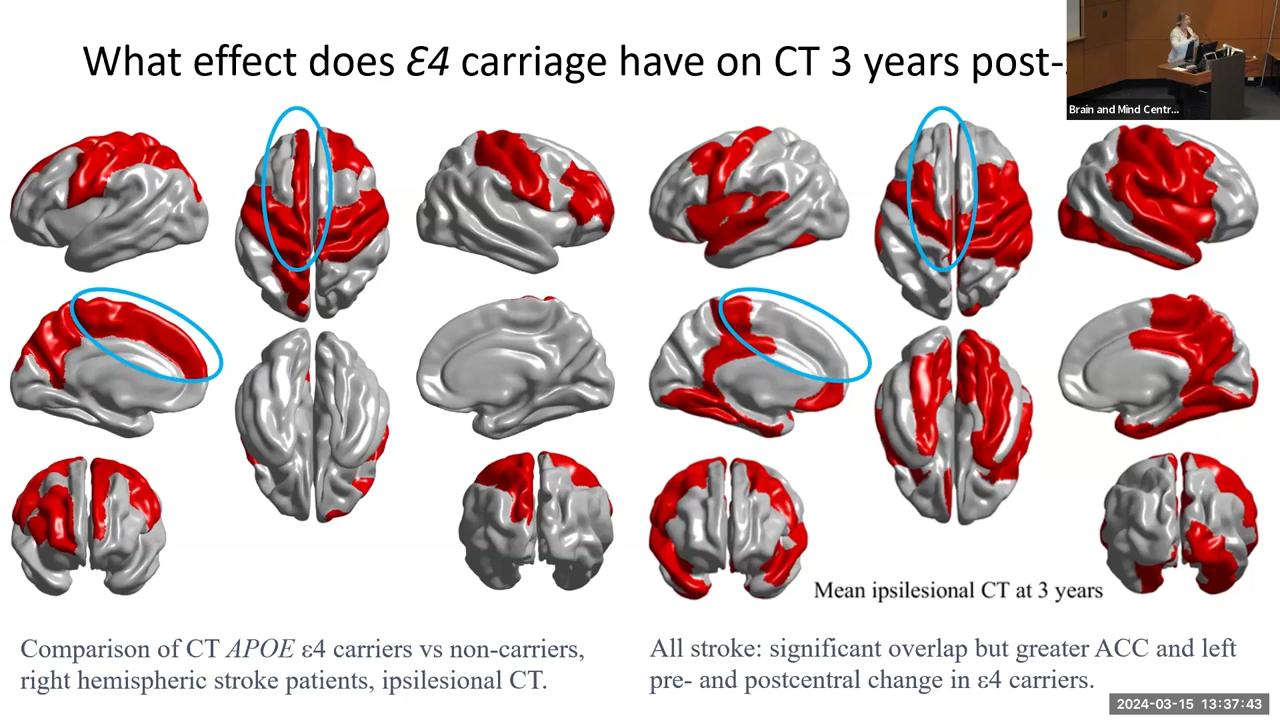 What effect does ε4 carriage have on CT 3 years post-
Brain and Mind Centr...
Mean ipsilesional CT at 3 years
Comparison of CT APOE ε4 carriers vs non-carriers,
right hemispheric stroke patients, ipsilesional CT.
All stroke: significant overlap but greater ACC and left
pre- and postcentral change in ε4 carriers.
2024-03-15 13:37:43